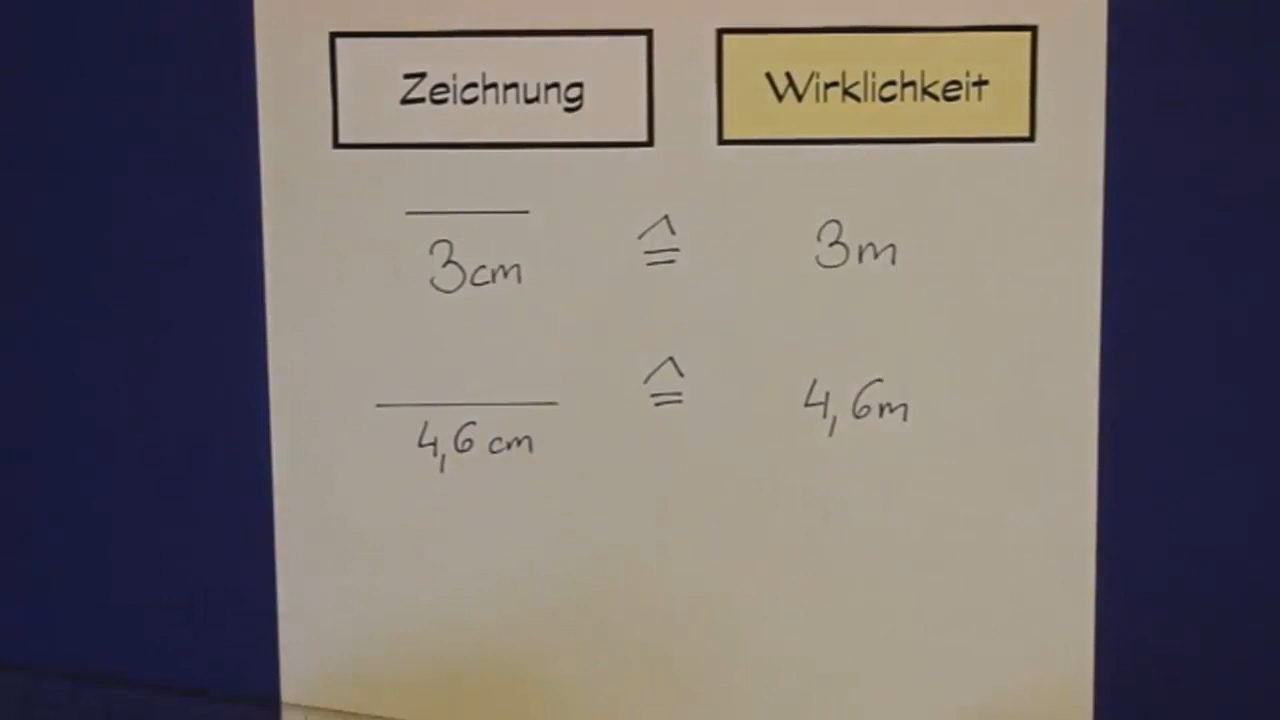 Zeichnung Wirklichkeit
3cm ≙ 3m
4,6 cm ≙ 4,6m